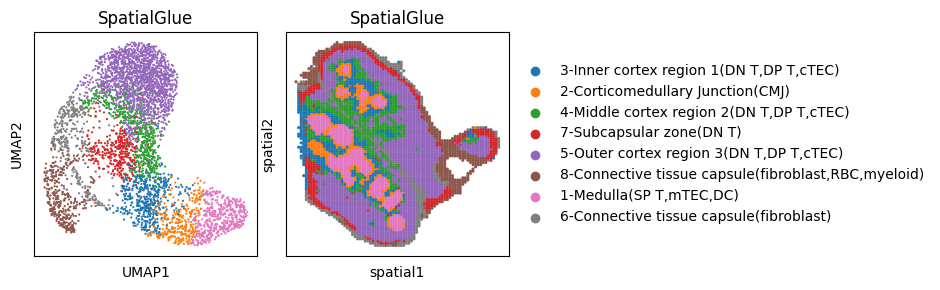 SpatialGlue
SpatialGlue
UMAP2
UMAP1
spatial2
spatial1
3-Inner cortex region 1(DN T,DP T,cTEC)
2-Corticomedullary Junction(CMJ)
4-Middle cortex region 2(DN T,DP T,cTEC)
7-Subcapsular zone(DN T)
5-Outer cortex region 3(DN T,DP T,cTEC)
8-Connective tissue capsule(fibroblast,RBC,myeloid)
1-Medulla(SP T,mTEC,DC)
6-Connective tissue capsule(fibroblast)